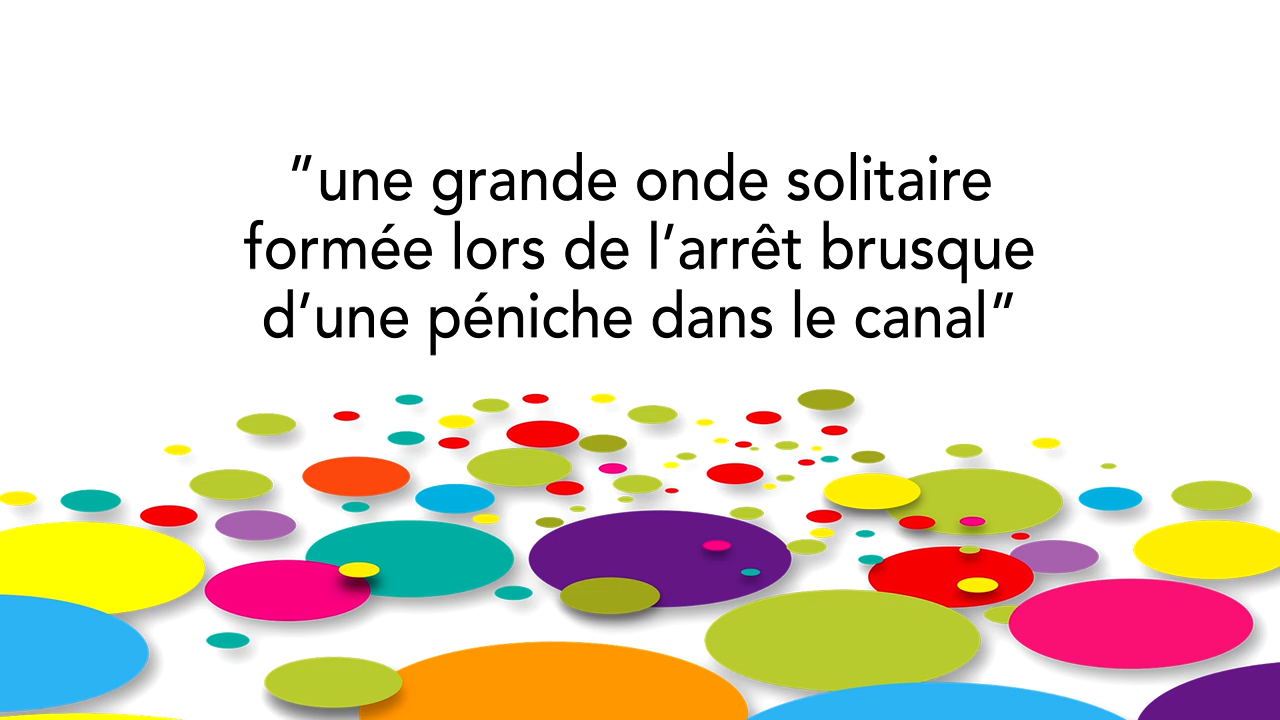 "une grande onde solitaire
formée lors de l'arrêt brusque
d'une péniche dans le canal"